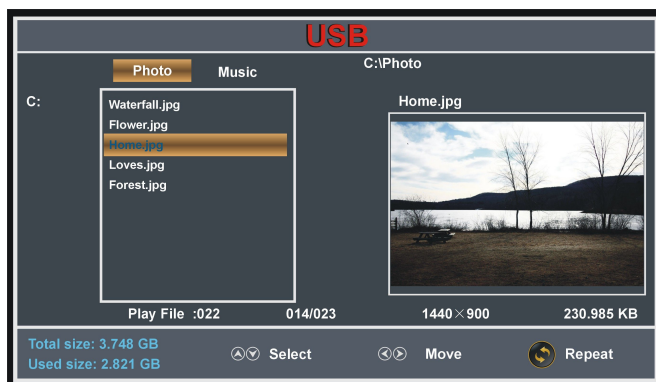 USB
Photo Music C:\Photo
C: Home.jpg
Waterfall.jpg
Flower.jpg
Home.jpg
Loves.jpg
Forest.jpg
Play File :022 014/023 1440×900 230.985 KB
Total size: 3.748 GB
Used size: 2.821 GB
Select Move Repeat